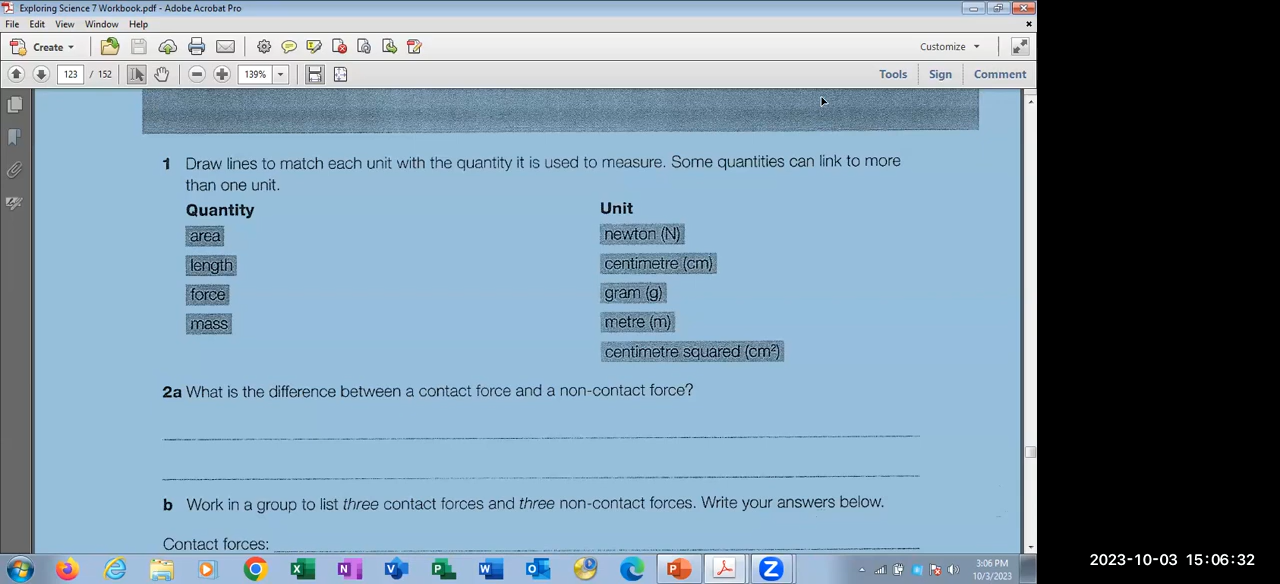 Exploring Science 7 Workbook.pdf - Adobe Acrobat Pro
File Edit View Window Help
Create Customize
123 / 152 139% Tools Sign Comment
1 Draw lines to match each unit with the quantity it is used to measure. Some quantities can link to more
than one unit.
Quantity Unit
area newton (N)
length centimetre (cm)
force gram (g)
mass metre (m)
centimetre squared (cm²)
2a What is the difference between a contact force and a non-contact force?
b Work in a group to list three contact forces and three non-contact forces. Write your answers below.
Contact forces:
3:06 PM
10/3/2023
2023-10-03 15:06:32